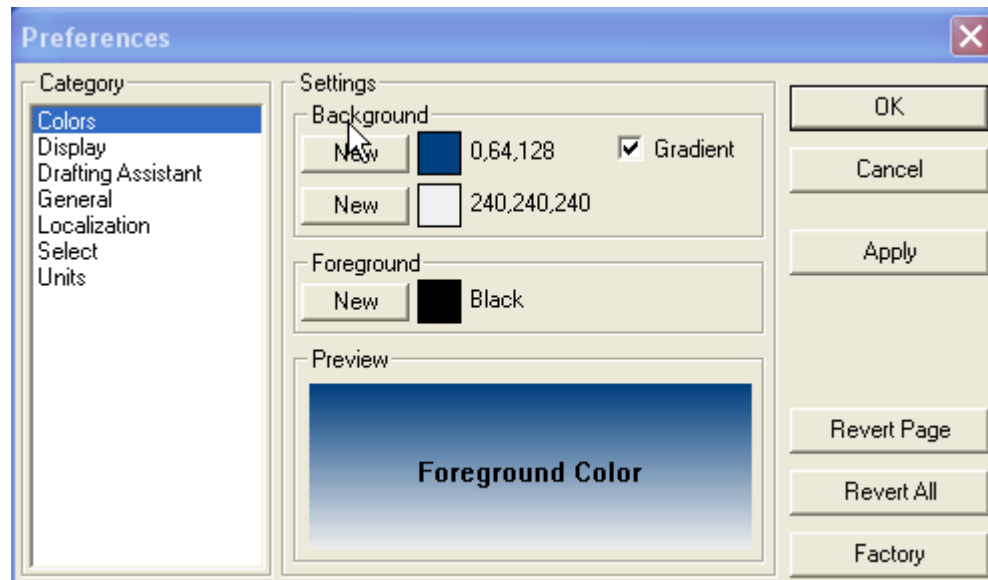 Preferences
Category
Colors
Display
Drafting Assistant
General
Localization
Select
Units
Settings
Background
New 0,64,128 Gradient
New 240,240,240
Foreground
New Black
Preview
Foreground Color
OK
Cancel
Apply
Revert Page
Revert All
Factory